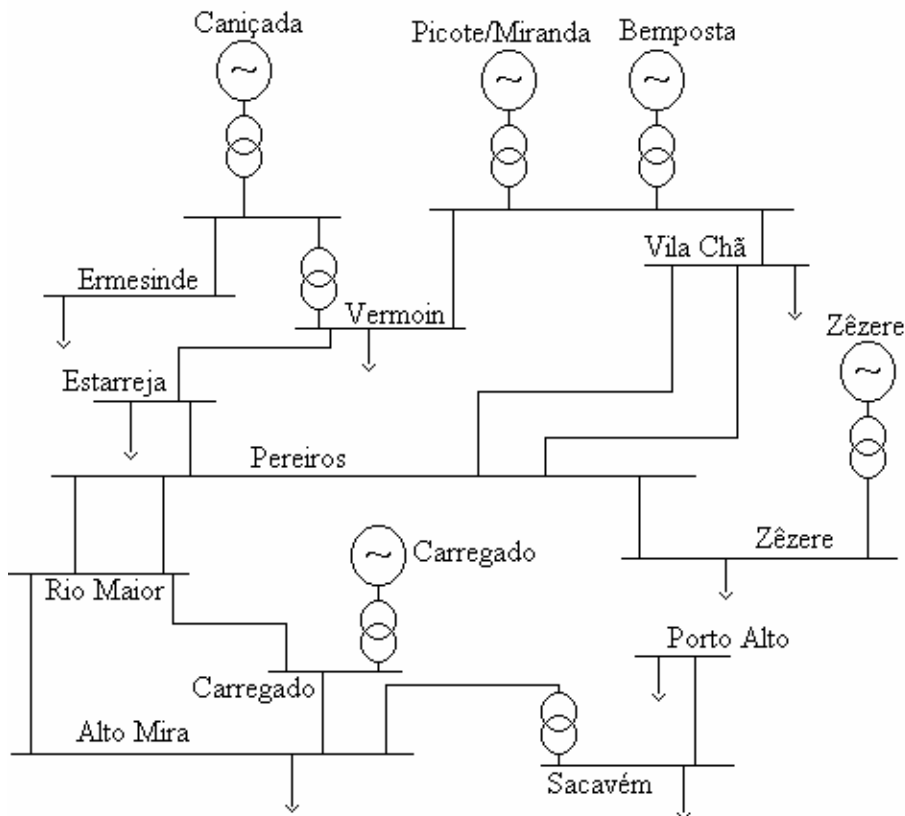 Caniçada
Picote/Miranda
Bemposta
Vila Chã
Ermesinde
Vermoin
Zêzere
Estarreja
Pereiros
Carregado
Zêzere
Rio Maior
Porto Alto
Carregado
Alto Mira
Sacavém